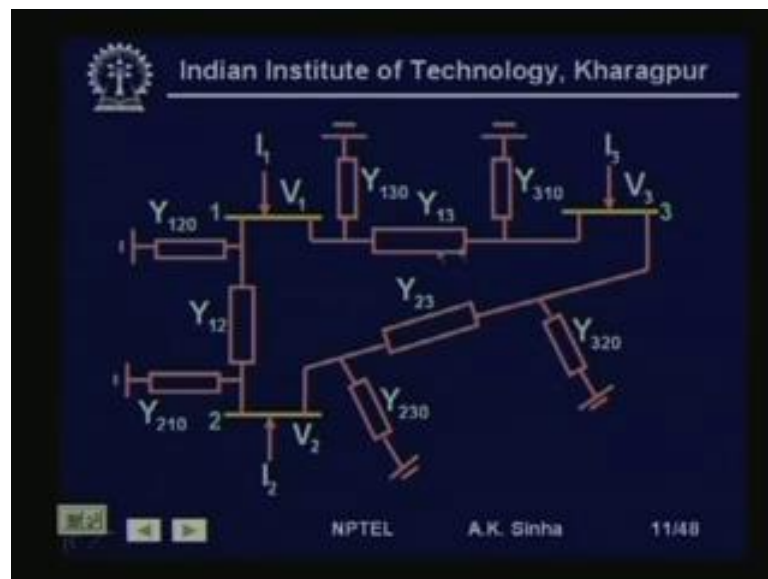 Indian Institute of Technology, Kharagpur
I1 I3
V1 Y130 Y310 V3
Y120 1 Y13 3
Y12 Y23
Y320
Y210 2 Y230
V2
I2
NPTEL A.K. Sinha 11/48